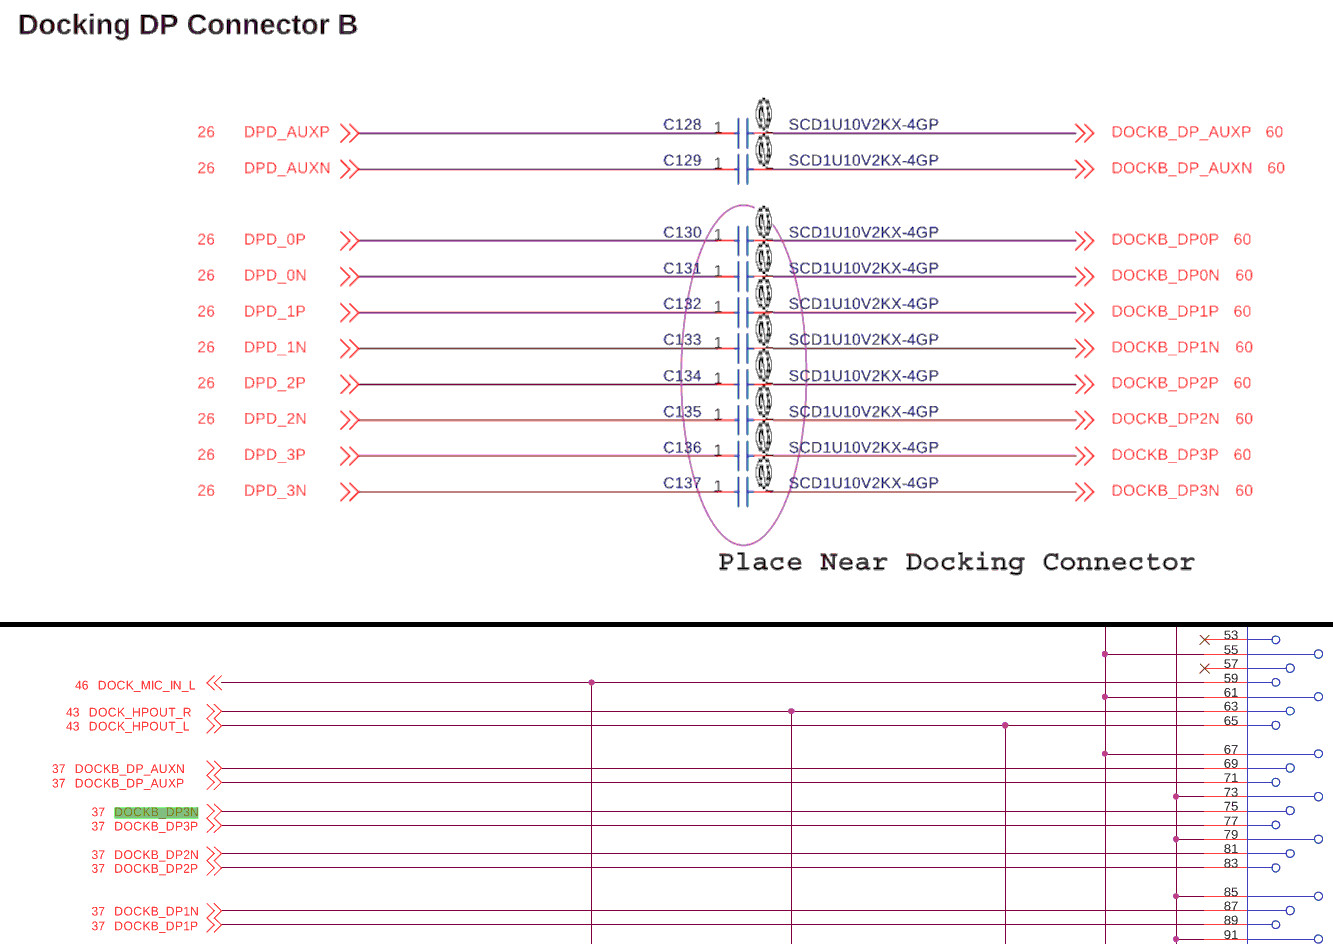 Docking DP Connector B
26 DPD_AUXP C128 1 SCD1U10V2KX-4GP DOCKB_DP_AUXP 60
26 DPD_AUXN C129 1 SCD1U10V2KX-4GP DOCKB_DP_AUXN 60
26 DPD_0P C130 1 SCD1U10V2KX-4GP DOCKB_DP0P 60
26 DPD_0N C131 1 SCD1U10V2KX-4GP DOCKB_DP0N 60
26 DPD_1P C132 1 SCD1U10V2KX-4GP DOCKB_DP1P 60
26 DPD_1N C133 1 SCD1U10V2KX-4GP DOCKB_DP1N 60
26 DPD_2P C134 1 SCD1U10V2KX-4GP DOCKB_DP2P 60
26 DPD_2N C135 1 SCD1U10V2KX-4GP DOCKB_DP2N 60
26 DPD_3P C136 1 SCD1U10V2KX-4GP DOCKB_DP3P 60
26 DPD_3N C137 1 SCD1U10V2KX-4GP DOCKB_DP3N 60
Place Near Docking Connector
53
55
57
46 DOCK_MIC_IN_L 59
61
43 DOCK_HPOUT_R 63
43 DOCK_HPOUT_L 65
67
37 DOCKB_DP_AUXN 69
37 DOCKB_DP_AUXP 71
73
37 DOCKB_DP3N 75
37 DOCKB_DP3P 77
79
37 DOCKB_DP2N 81
37 DOCKB_DP2P 83
85
37 DOCKB_DP1N 87
37 DOCKB_DP1P 89
91